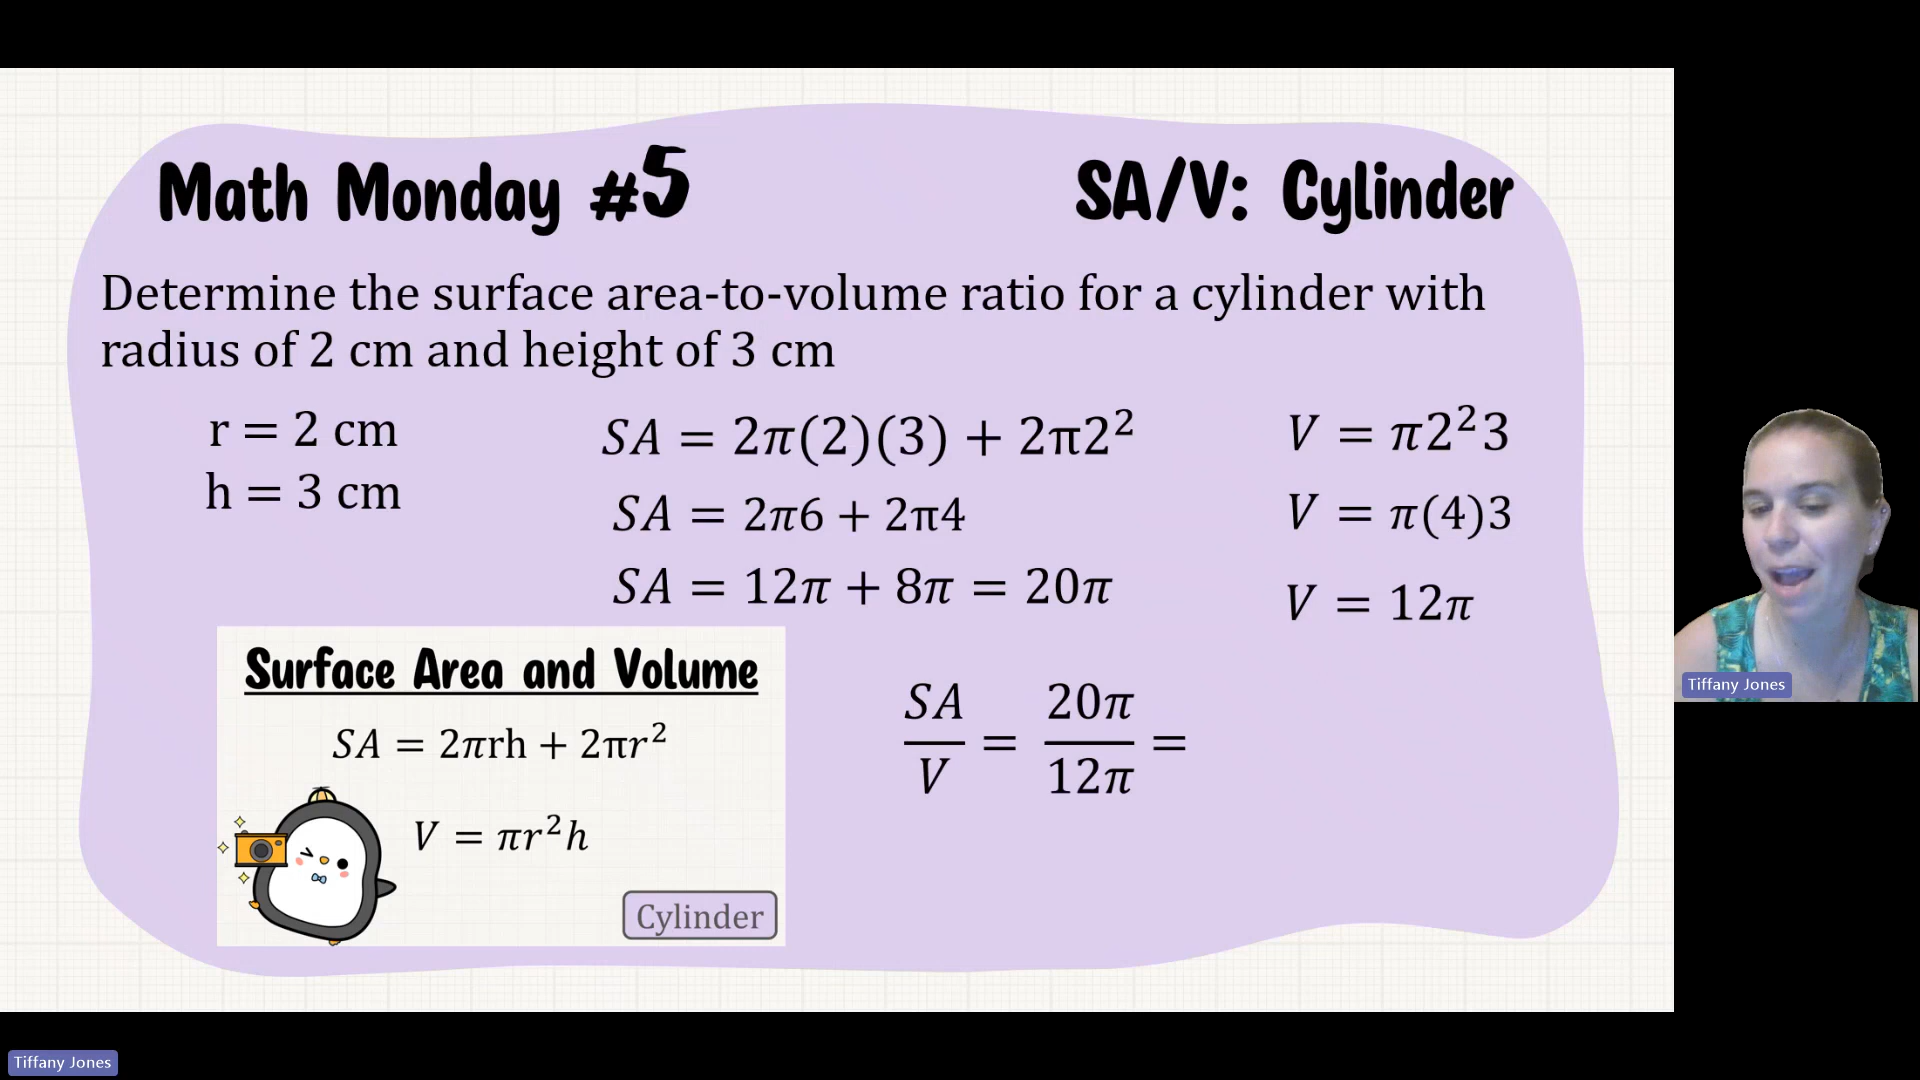 Math Monday #5
SA/V: Cylinder
Determine the surface area-to-volume ratio for a cylinder with
radius of 2 cm and height of 3 cm
r = 2 cm
h = 3 cm
SA = 2π(2)(3) + 2π2²
SA = 2π6 + 2π4
SA = 12π + 8π = 20π
V = π2²3
V = π(4)3
V = 12π
Surface Area and Volume
SA = 2πrh + 2πr²
V = πr²h
Cylinder
SA/V = 20π/12π =
Tiffany Jones
Tiffany Jones